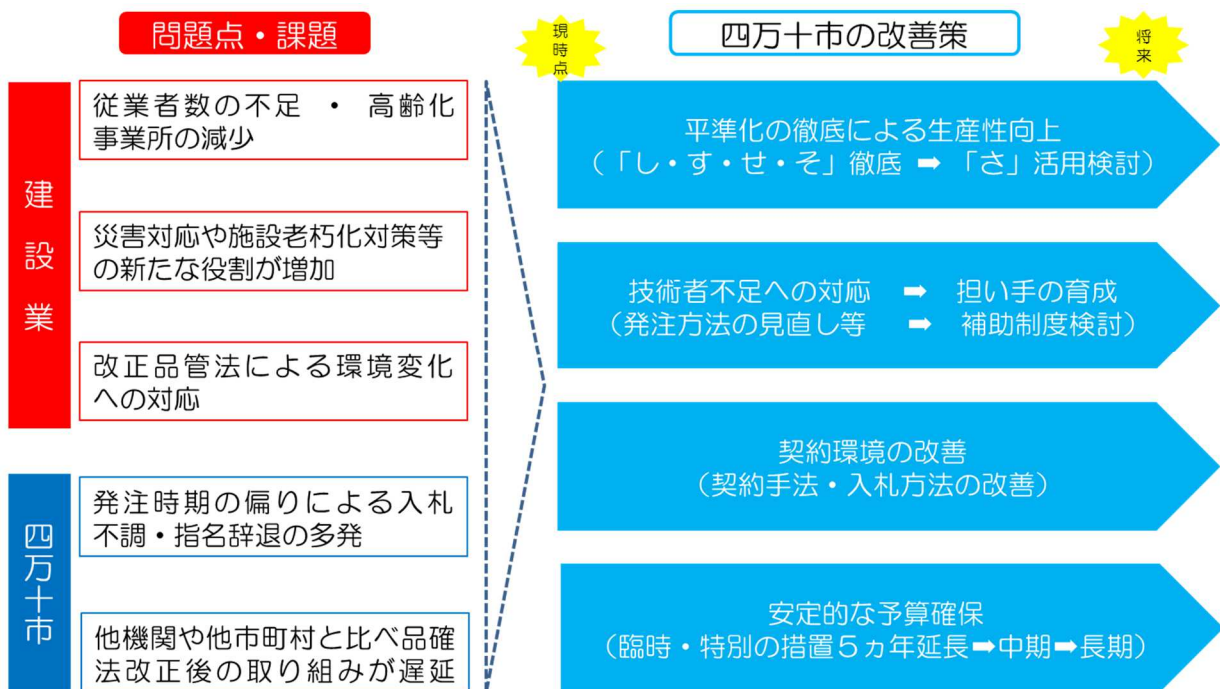 問題点・課題
現時点
四万十市の改善策
将来
建設業
従業者数の不足 ・ 高齢化
事業所の減少
災害対応や施設老朽化対策等
の新たな役割が増加
改正品管法による環境変化
への対応
四万十市
発注時期の偏りによる入札
不調・指名辞退の多発
他機関や他市町村と比べ品確
法改正後の取り組みが遅延
平準化の徹底による生産性向上
（「し・す・せ・そ」徹底 ➡ 「さ」活用検討）
技術者不足への対応 ➡ 担い手の育成
（発注方法の見直し等 ➡ 補助制度検討）
契約環境の改善
（契約手法・入札方法の改善）
安定的な予算確保
（臨時・特別の措置５ヵ年延長➡中期➡長期）